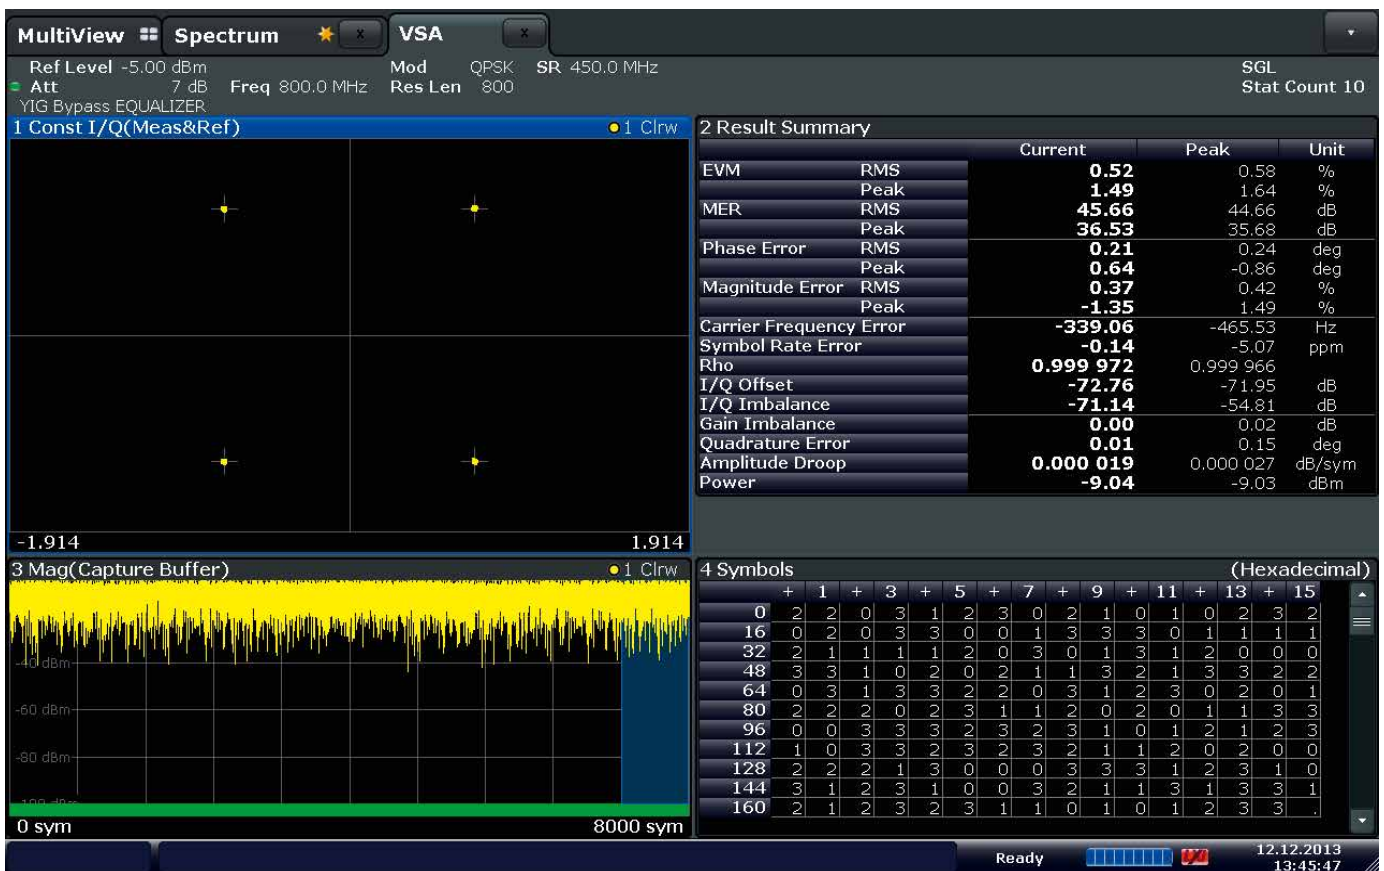 MultiView Spectrum x VSA x
Ref Level -5.00 dBm Mod QPSK SR 450.0 MHz SGL
Att 7 dB Freq 800.0 MHz Res Len 800 Stat Count 10
YIG Bypass EQUALIZER
1 Const I/Q(Meas&Ref) 1 Clrw
-1.914 1.914
2 Result Summary
Current Peak Unit
EVM RMS 0.52 0.58 %
Peak 1.49 1.64 %
MER RMS 45.66 44.66 dB
Peak 36.53 35.68 dB
Phase Error RMS 0.21 0.24 deg
Peak 0.64 -0.86 deg
Magnitude Error RMS 0.37 0.42 %
Peak -1.35 1.49 %
Carrier Frequency Error -339.06 -465.53 Hz
Symbol Rate Error -0.14 -5.07 ppm
Rho 0.999 972 0.999 966
I/Q Offset -72.76 -71.95 dB
I/Q Imbalance -71.14 -54.81 dB
Gain Imbalance 0.00 0.02 dB
Quadrature Error 0.01 0.15 deg
Amplitude Droop 0.000 019 0.000 027 dB/sym
Power -9.04 -9.03 dBm
3 Mag(Capture Buffer) 1 Clrw
-40 dBm
-60 dBm
-80 dBm
-100 dBm
0 sym 8000 sym
4 Symbols (Hexadecimal)
+ 1 + 3 + 5 + 7 + 9 + 11 + 13 + 15
0 2 2 0 3 1 2 3 0 2 1 0 1 0 2 3 2
16 0 2 0 3 3 0 0 1 3 3 3 0 1 1 1 1
32 2 1 1 1 1 2 0 3 0 1 3 1 2 0 0 0
48 3 3 1 0 2 0 2 1 1 3 2 1 3 3 2 2
64 0 3 1 3 3 2 2 0 3 1 2 3 0 2 0 1
80 2 2 2 0 2 3 1 1 2 0 2 0 1 1 3 3
96 0 0 3 3 3 2 3 2 3 1 0 1 2 1 2 3
112 1 0 3 3 2 3 2 3 2 1 1 2 0 2 0 0
128 2 2 2 1 3 0 0 0 3 3 3 1 2 3 1 0
144 3 1 2 3 1 0 0 3 2 1 1 3 1 3 3 1
160 2 1 2 3 2 3 1 1 0 1 0 1 2 3 3 .
Ready 12.12.2013
13:45:47